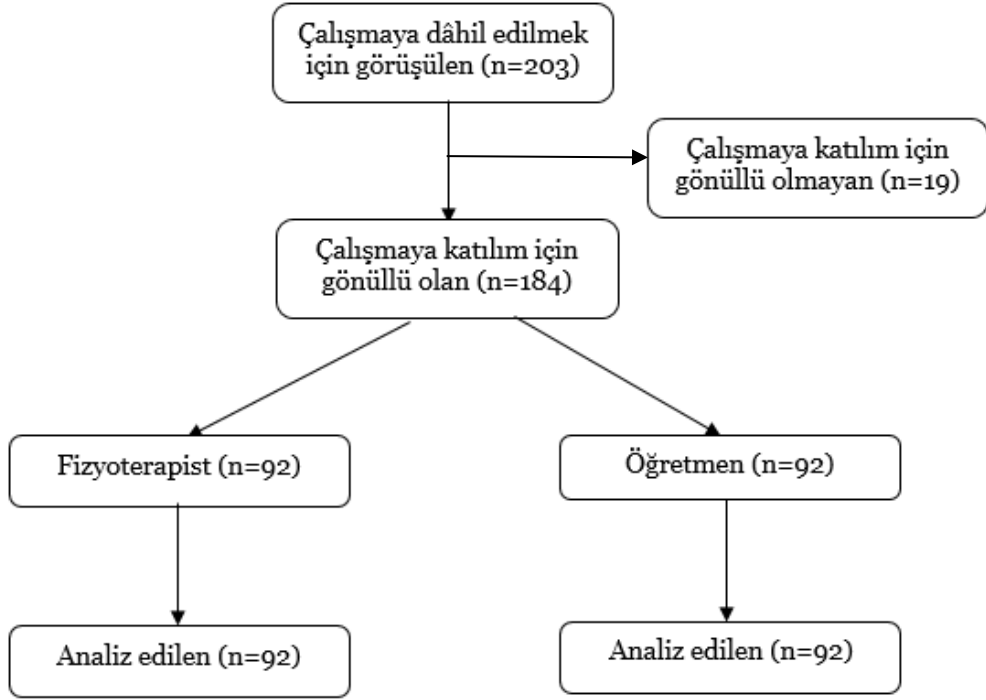 Çalışmaya dâhil edilmek
için görüşülen (n=203)
Çalışmaya katılım için
gönüllü olmayan (n=19)
Çalışmaya katılım için
gönüllü olan (n=184)
Fizyoterapist (n=92)
Öğretmen (n=92)
Analiz edilen (n=92)
Analiz edilen (n=92)